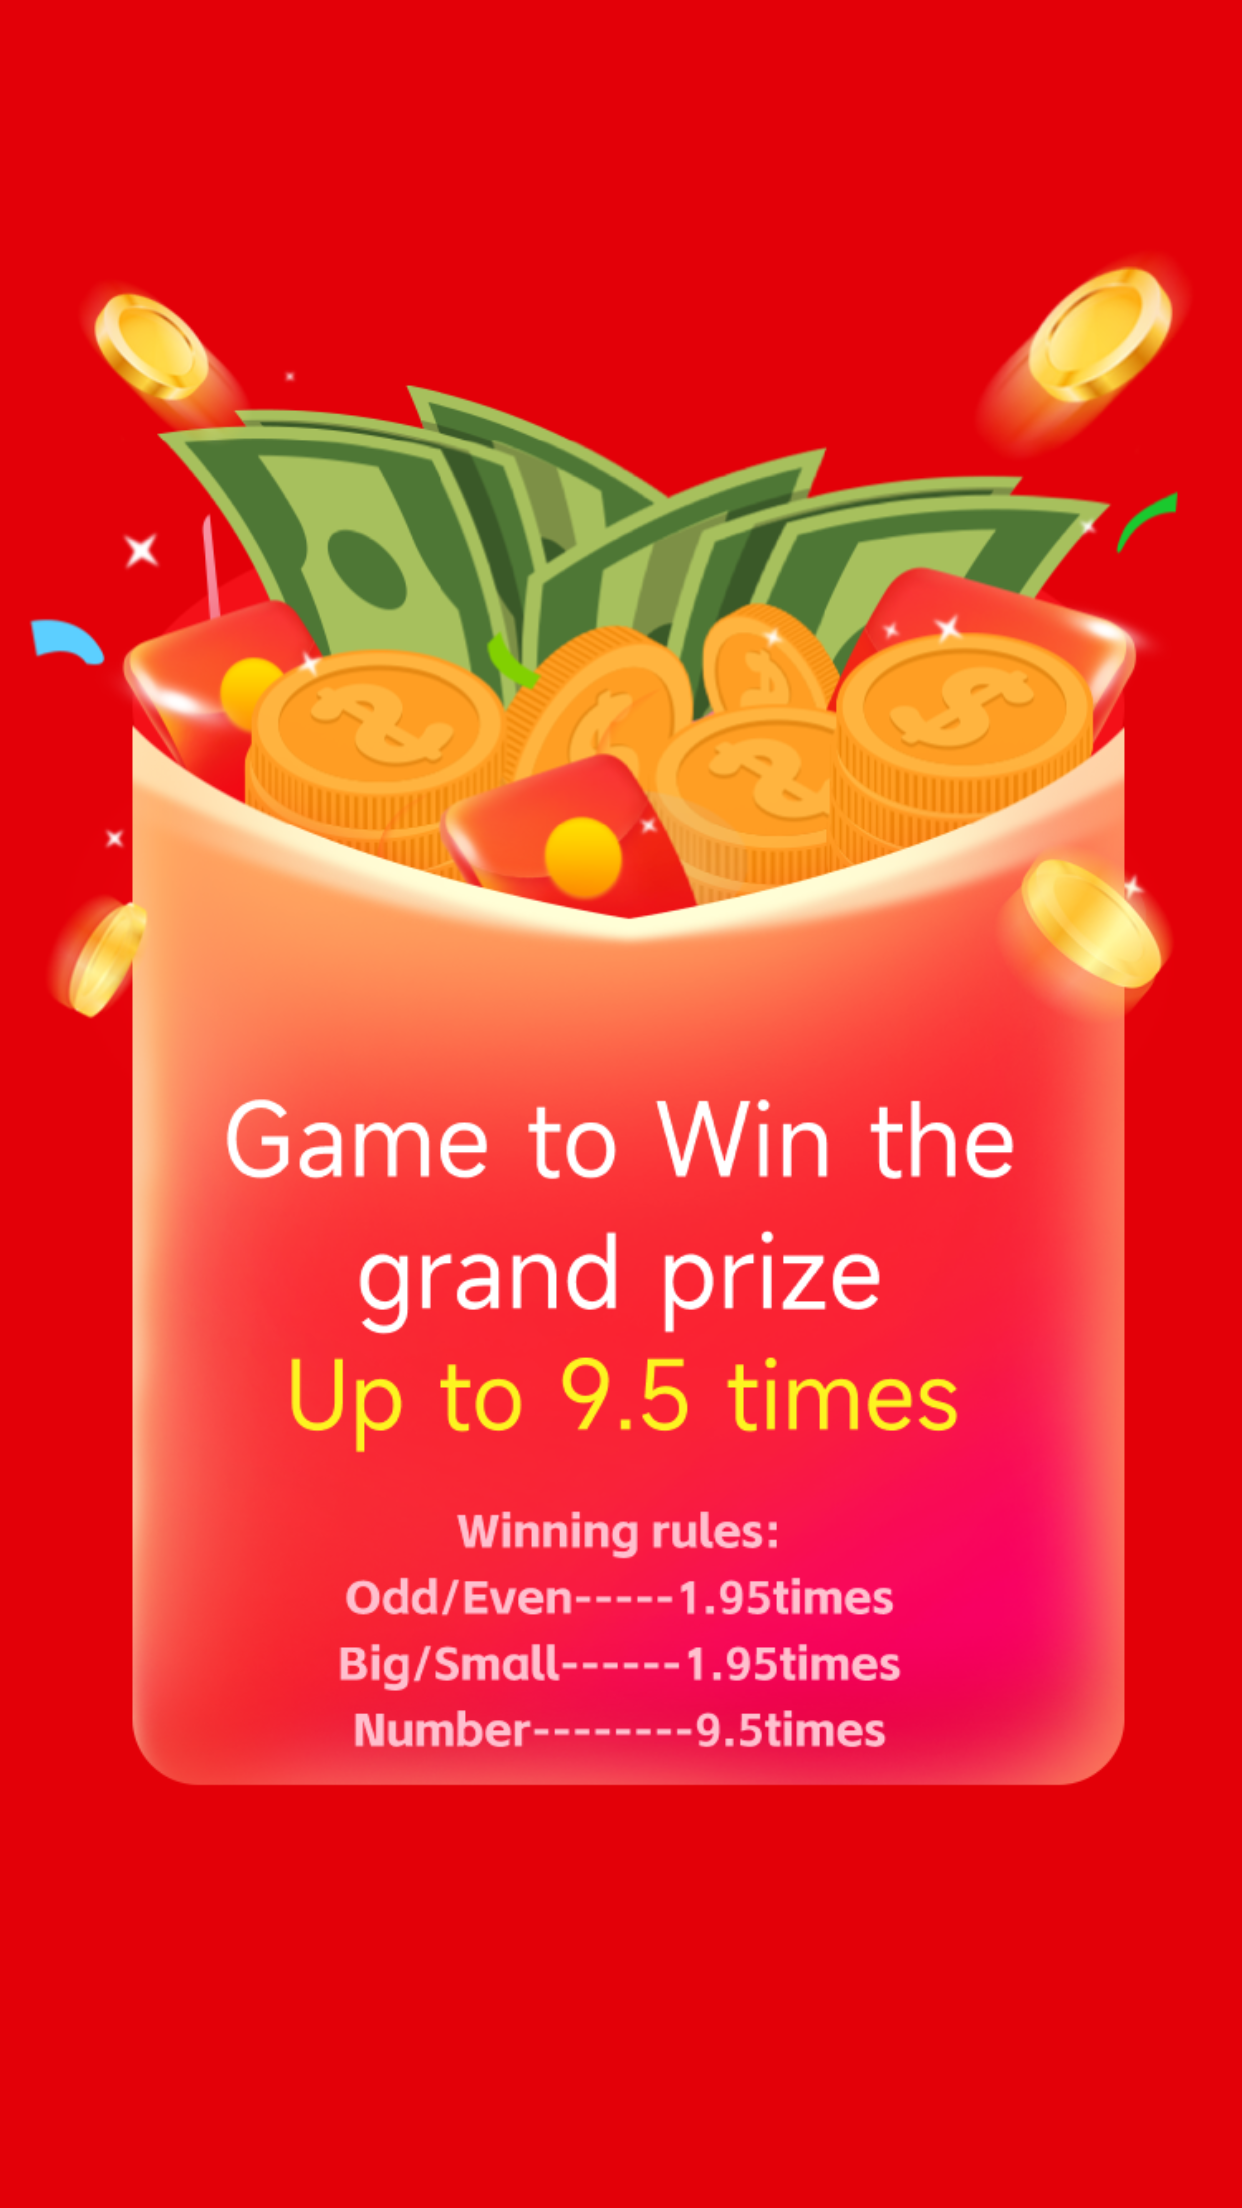 Game to Win the
grand prize
Up to 9.5 times
Winning rules:
Odd/Even-----1.95times
Big/Small------1.95times
Number--------9.5times